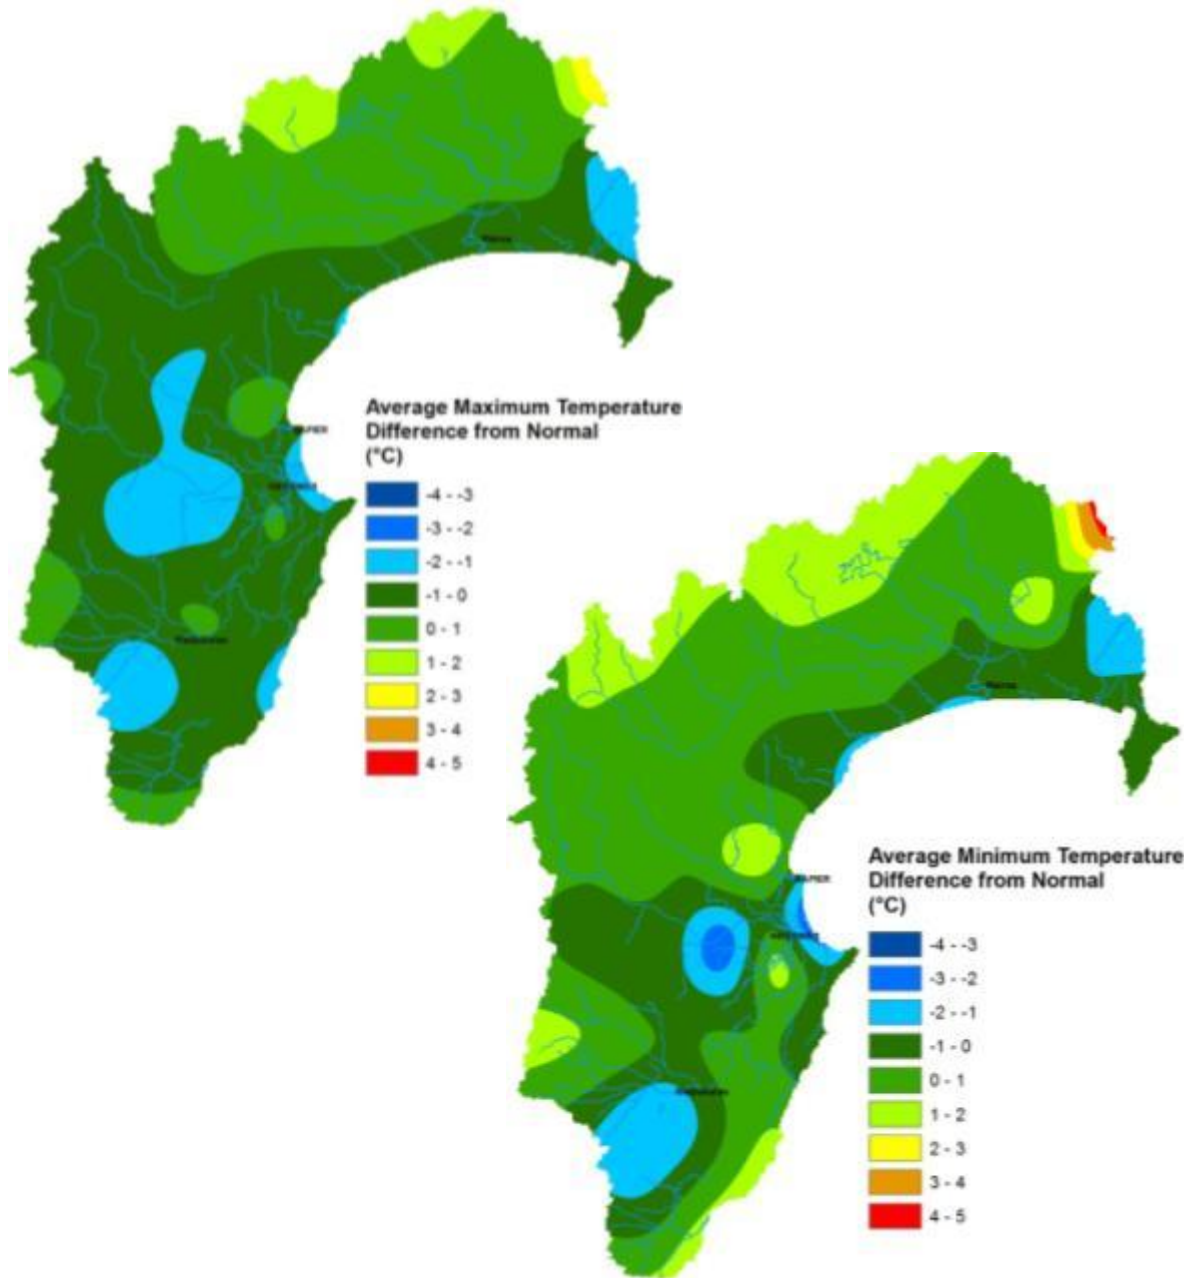 Average Maximum Temperature
Difference from Normal
(°C)
-4 - -3
-3 - -2
-2 - -1
-1 - 0
0 - 1
1 - 2
2 - 3
3 - 4
4 - 5
Average Minimum Temperature
Difference from Normal
(°C)
-4 - -3
-3 - -2
-2 - -1
-1 - 0
0 - 1
1 - 2
2 - 3
3 - 4
4 - 5